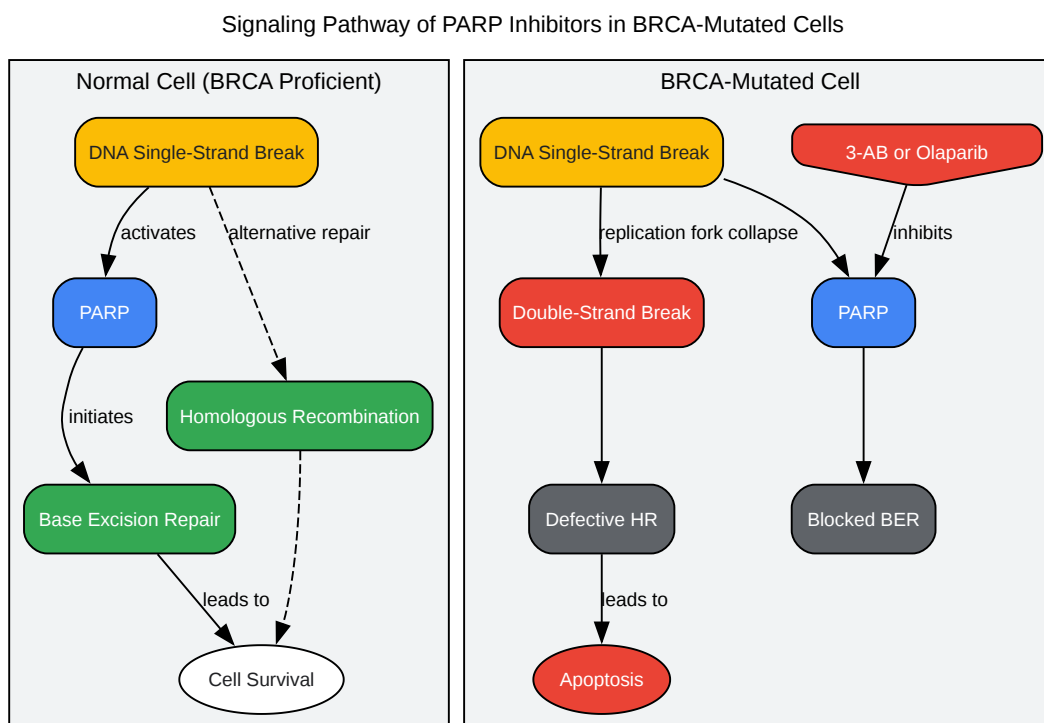 Signaling Pathway of PARP Inhibitors in BRCA-Mutated Cells
Normal Cell (BRCA Proficient)
DNA Single-Strand Break
activates
alternative repair
PARP
initiates
Homologous Recombination
Base Excision Repair
leads to
Cell Survival
BRCA-Mutated Cell
DNA Single-Strand Break
3-AB or Olaparib
replication fork collapse
inhibits
Double-Strand Break
PARP
Defective HR
Blocked BER
leads to
Apoptosis